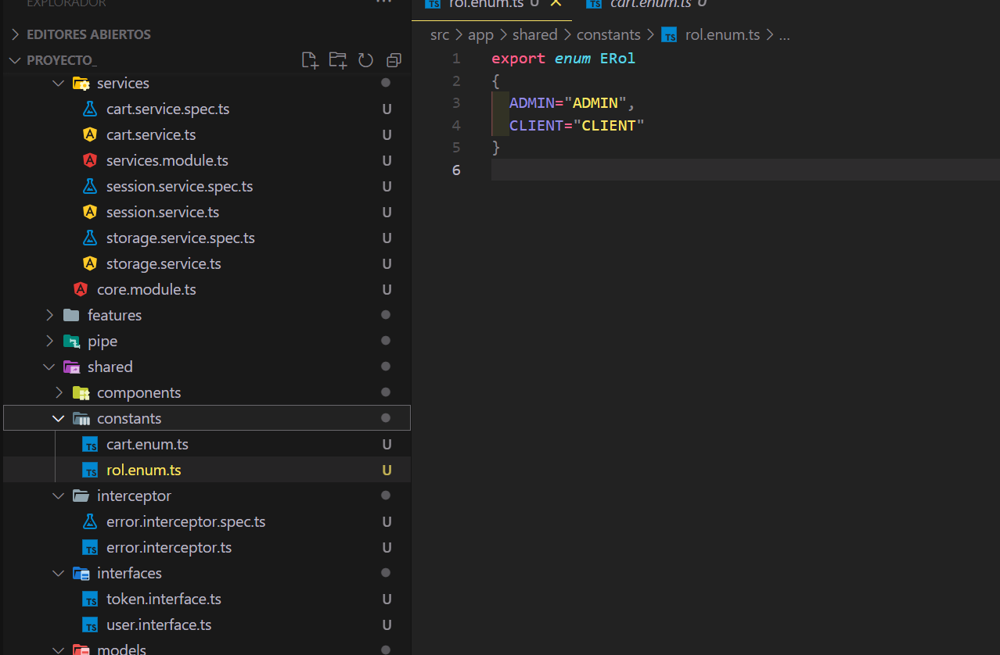 EXPLORADOR
EDITORES ABIERTOS
PROYECTO_
services
cart.service.spec.ts U
cart.service.ts U
services.module.ts U
session.service.spec.ts U
session.service.ts U
storage.service.spec.ts U
storage.service.ts U
core.module.ts U
features
pipe
shared
components
constants
cart.enum.ts U
rol.enum.ts U
interceptor
error.interceptor.spec.ts U
error.interceptor.ts U
interfaces
token.interface.ts U
user.interface.ts U
models
rol.enum.ts U cart.enum.ts U
src > app > shared > constants > TS rol.enum.ts > ...
1 export enum ERol
2 {
3 ADMIN="ADMIN",
4 CLIENT="CLIENT"
5 }
6